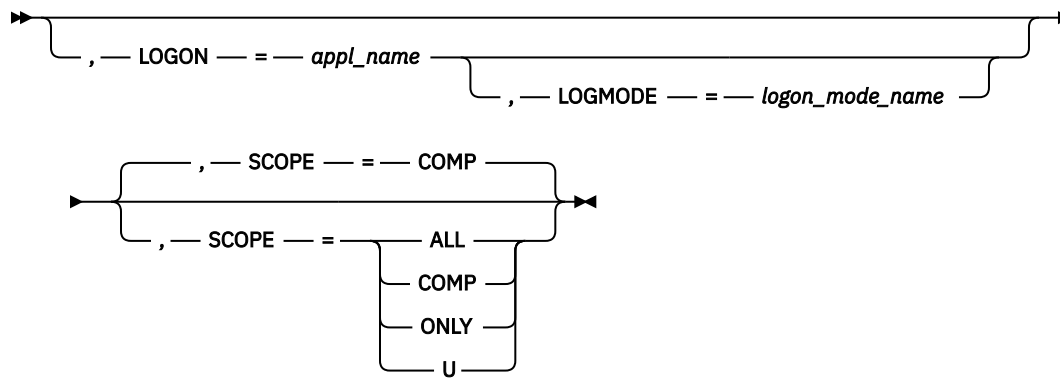 , LOGON = appl_name
, LOGMODE = logon_mode_name
, SCOPE = COMP
, SCOPE = ALL
COMP
ONLY
U